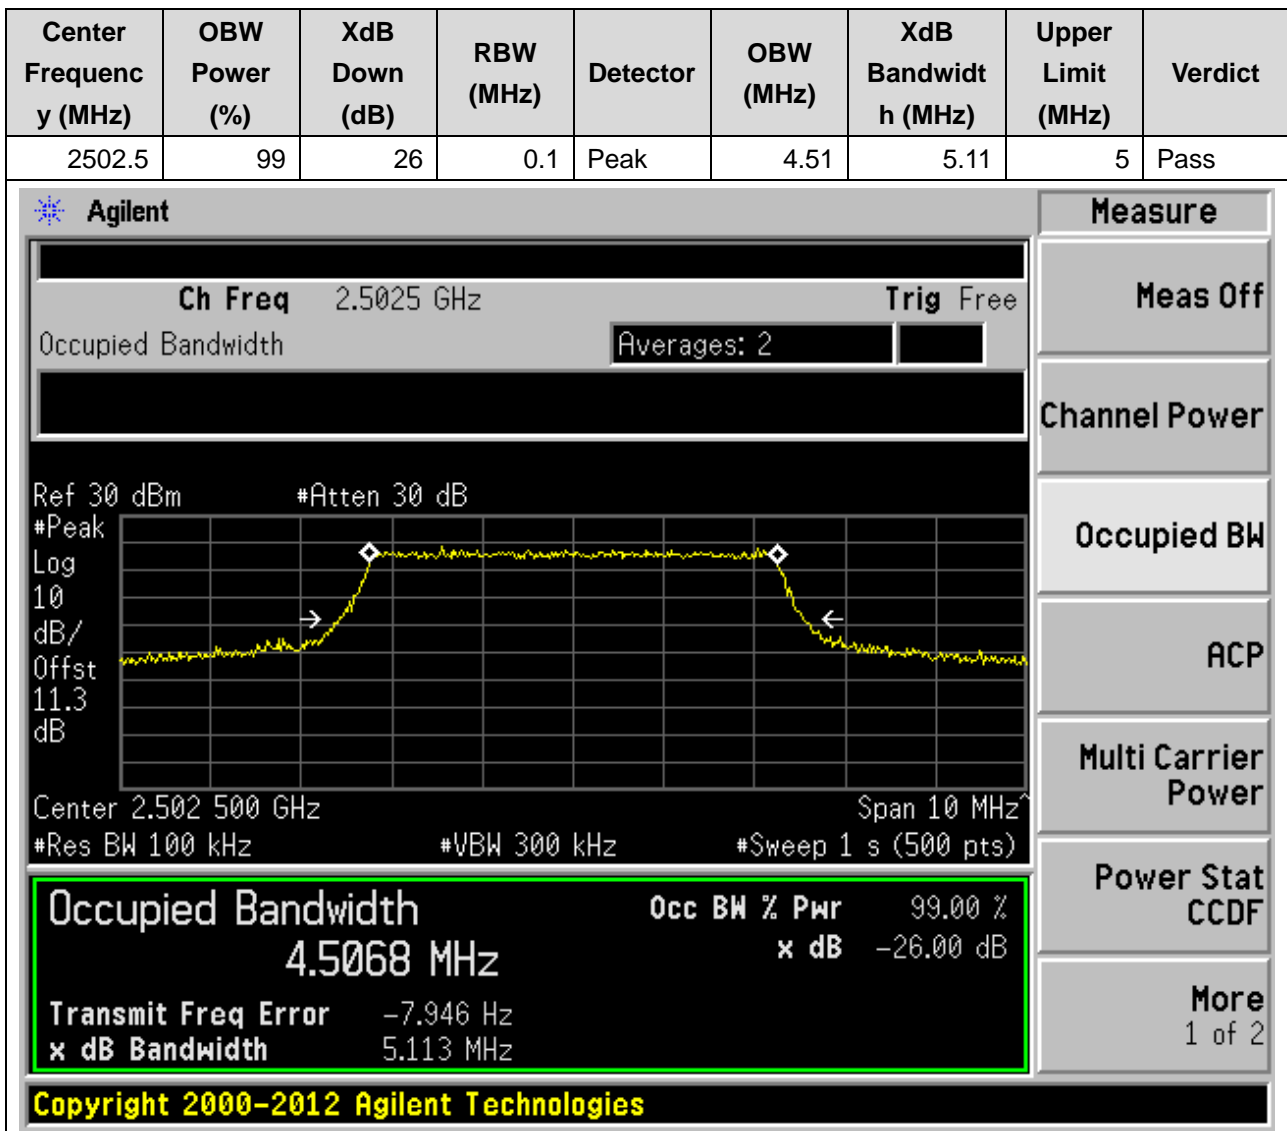 Center Frequenc y (MHz) OBW Power (%) XdB Down (dB) RBW (MHz) Detector OBW (MHz) XdB Bandwidt h (MHz) Upper Limit (MHz) Verdict
2502.5 99 26 0.1 Peak 4.51 5.11 5 Pass
Agilent
Measure
Ch Freq 2.5025 GHz Trig Free
Meas Off
Occupied Bandwidth Averages: 2
Channel Power
Ref 30 dBm #Atten 30 dB
#Peak
Log
10
dB/
Offst
11.3
dB
Occupied BW
ACP
Multi Carrier
Power
Center 2.502 500 GHz Span 10 MHz^
#Res BW 100 kHz #VBW 300 kHz #Sweep 1 s (500 pts)
Power Stat
CCDF
Occupied Bandwidth Occ BW % Pwr 99.00 %
4.5068 MHz x dB -26.00 dB
Transmit Freq Error -7.946 Hz
x dB Bandwidth 5.113 MHz
More
1 of 2
Copyright 2000-2012 Agilent Technologies